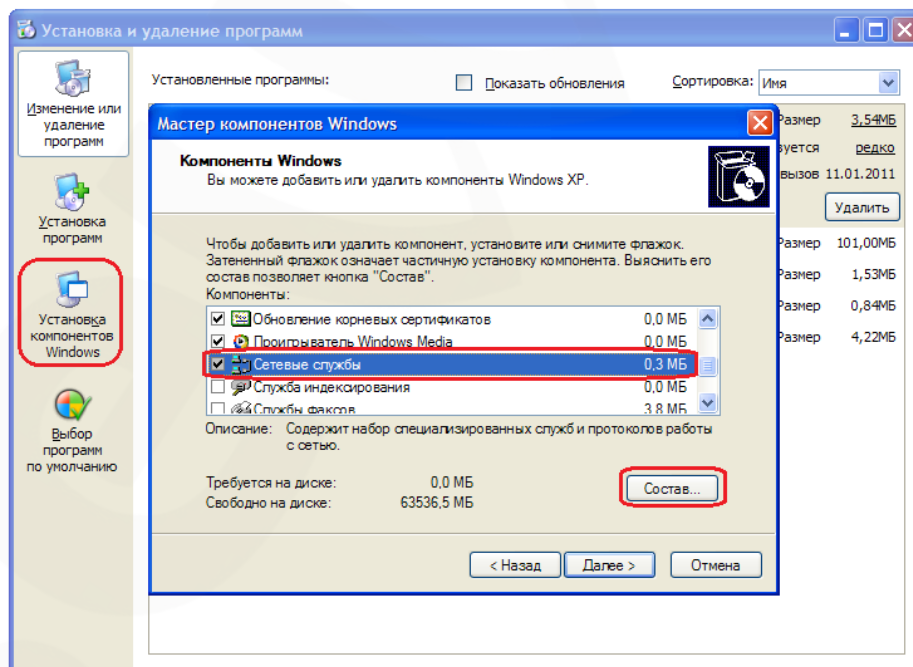 Установка и удаление программ
Изменение или
удаление
программ
Установка
программ
Установка
компонентов
Windows
Выбор
программ
по умолчанию
Установленные программы:
Показать обновления
Сортировка:
Имя
Размер 3,54МБ
зуется редко
вызов 11.01.2011
Удалить
Размер 101,00МБ
Размер 1,53МБ
Размер 0,84МБ
Размер 4,22МБ
Мастер компонентов Windows
Компоненты Windows
Вы можете добавить или удалить компоненты Windows XP.
Чтобы добавить или удалить компонент, установите или снимите флажок.
Затененный флажок означает частичную установку компонента. Выяснить его
состав позволяет кнопка "Состав".
Компоненты:
Обновление корневых сертификатов 0,0 МБ
Проигрыватель Windows Media 0,0 МБ
Сетевые службы 0,3 МБ
Служба индексирования 0,0 МБ
Службы факсов 3,8 МБ
Описание: Содержит набор специализированных служб и протоколов работы
с сетью.
Требуется на диске: 0,0 МБ
Свободно на диске: 63536,5 МБ
Состав...
< Назад
Далее >
Отмена